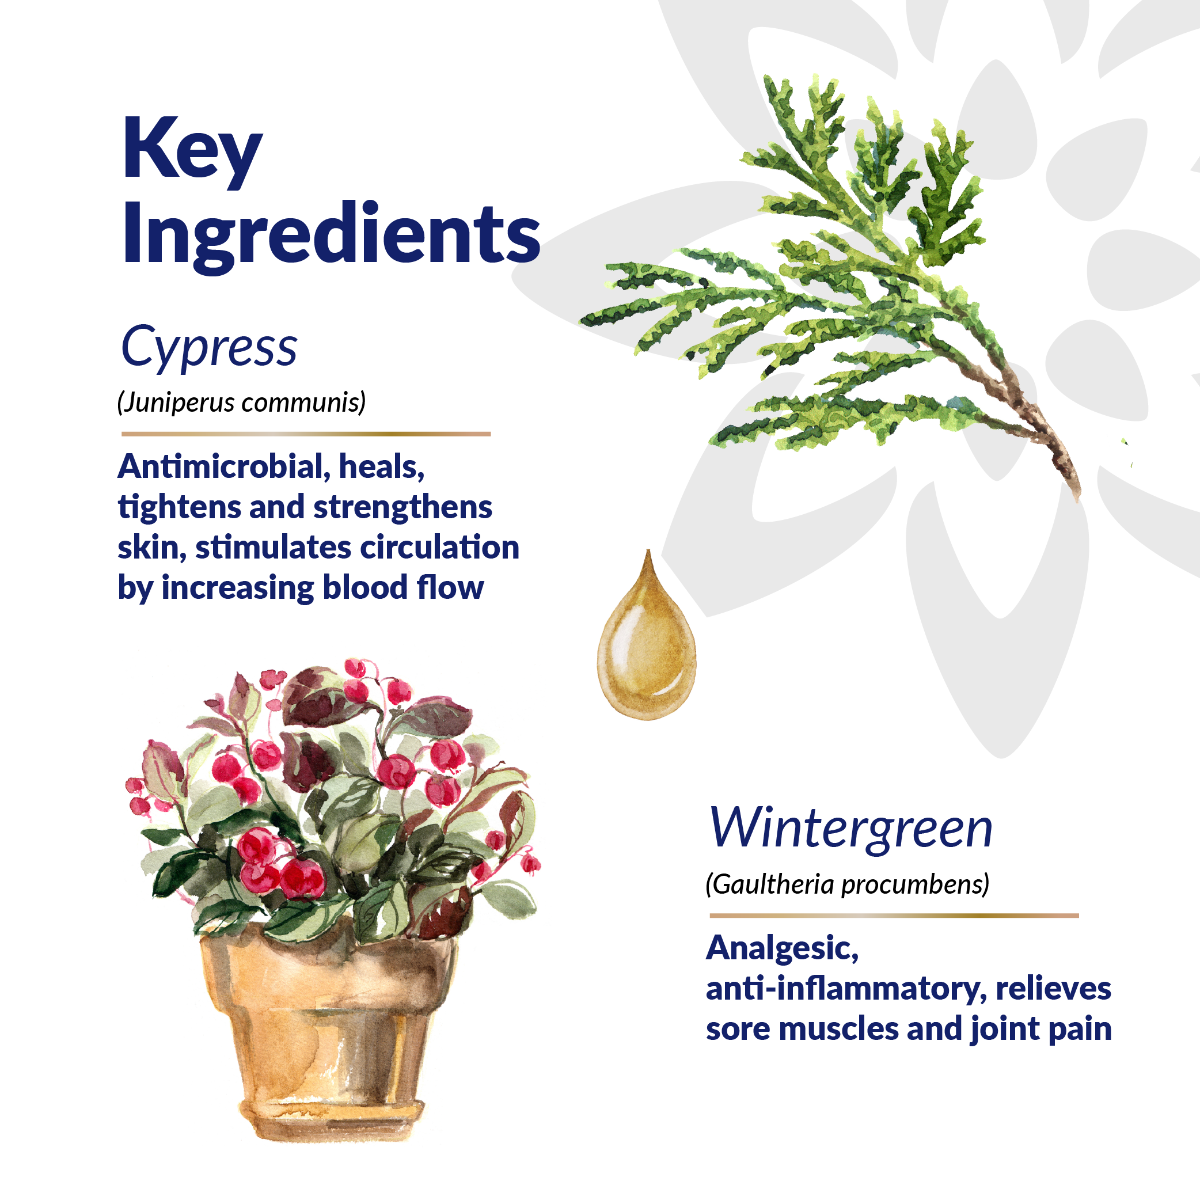 Key
Ingredients
Cypress
(Juniperus communis)
Antimicrobial, heals,
tightens and strengthens
skin, stimulates circulation
by increasing blood flow
Wintergreen
(Gaultheria procumbens)
Analgesic,
anti-inflammatory, relieves
sore muscles and joint pain